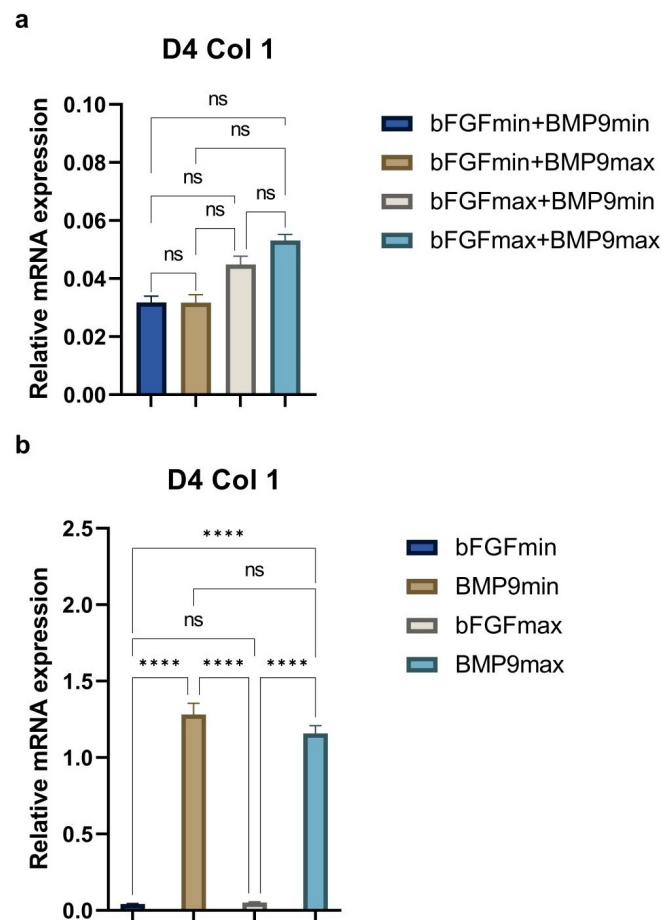 a
D4 Col 1
Relative mRNA expression
0.10
0.08
0.06
0.04
0.02
0.00
ns
ns
ns
ns
ns
ns
bFGFmin+BMP9min
bFGFmin+BMP9max
bFGFmax+BMP9min
bFGFmax+BMP9max
b
D4 Col 1
Relative mRNA expression
2.5
2.0
1.5
1.0
0.5
0.0
****
ns
ns
**** **** ****
bFGFmin
BMP9min
bFGFmax
BMP9max